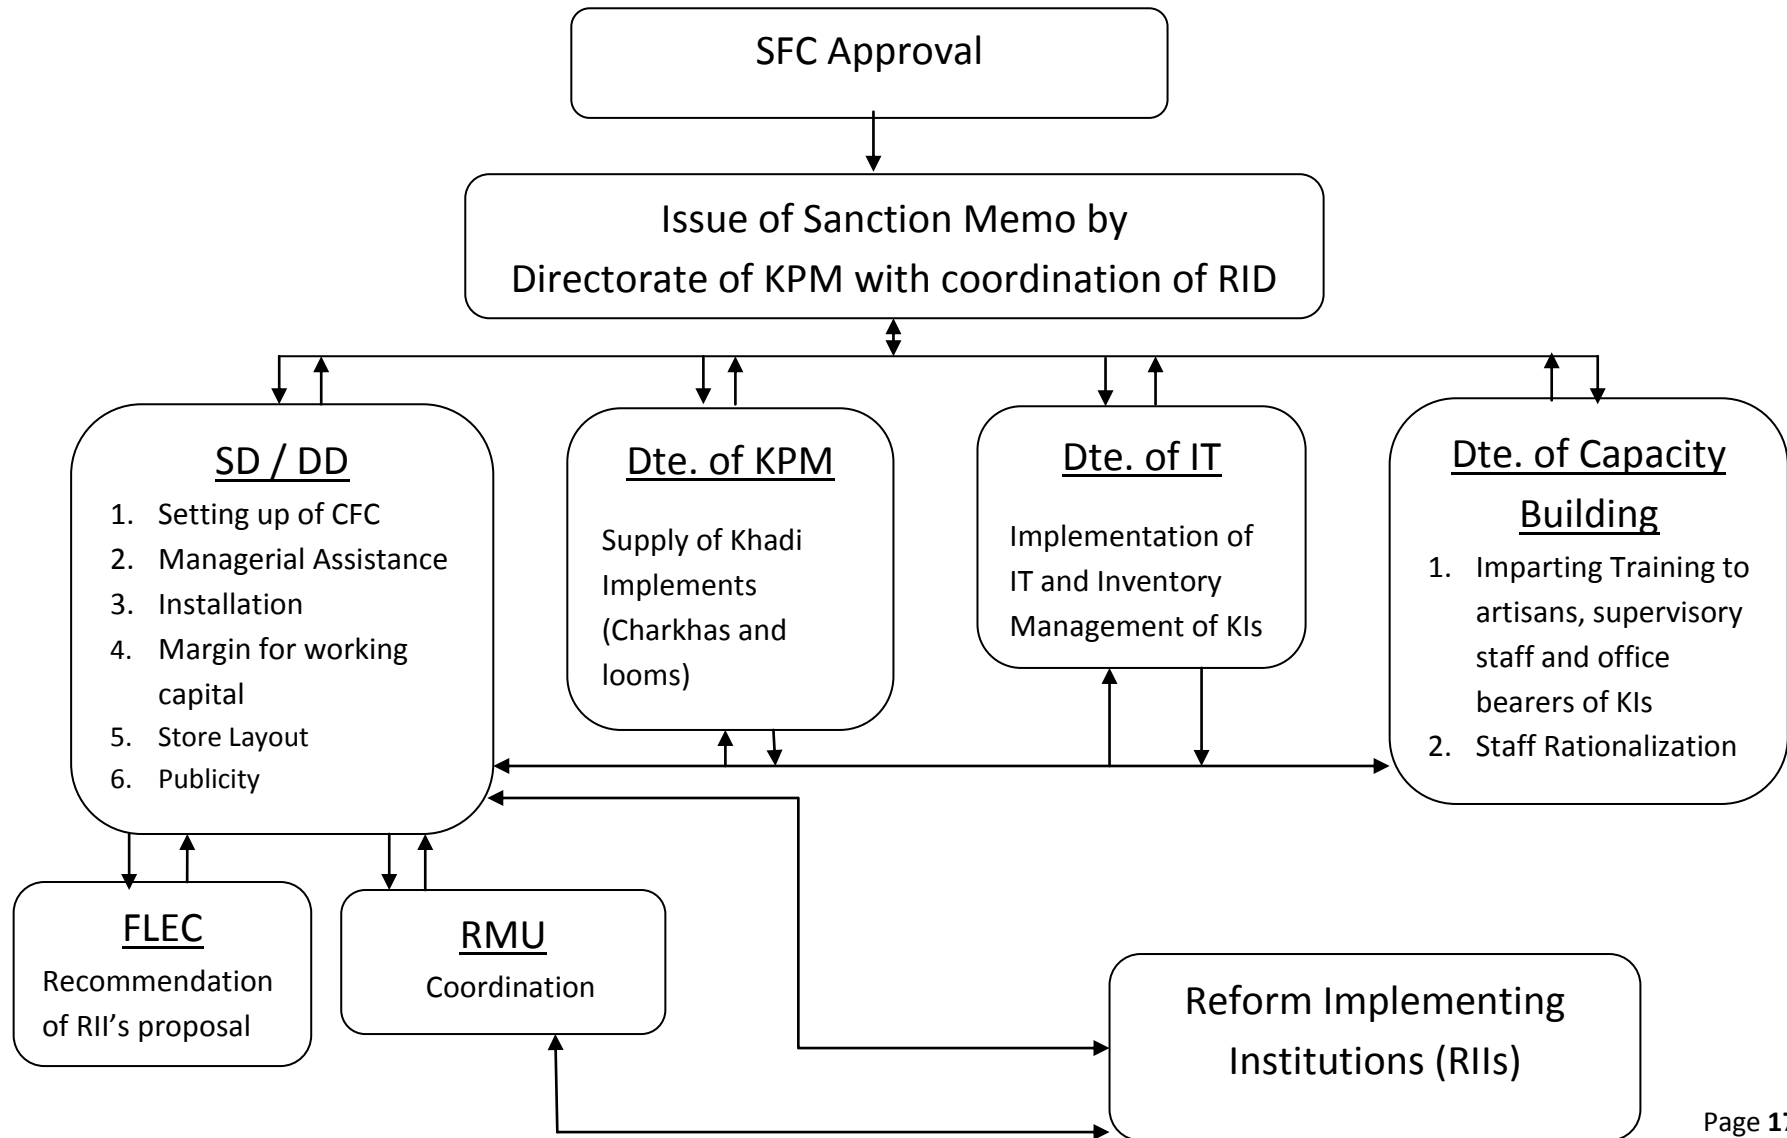 SFC Approval
Issue of Sanction Memo by
Directorate of KPM with coordination of RID
SD / DD
1. Setting up of CFC
2. Managerial Assistance
3. Installation
4. Margin for working
capital
5. Store Layout
6. Publicity
Dte. of KPM
Supply of Khadi
Implements
(Charkhas and
looms)
Dte. of IT
Implementation of
IT and Inventory
Management of KIs
Dte. of Capacity
Building
1. Imparting Training to
artisans, supervisory
staff and office
bearers of KIs
2. Staff Rationalization
FLEC
Recommendation
of RII’s proposal
RMU
Coordination
Reform Implementing
Institutions (RIIs)
Page 17